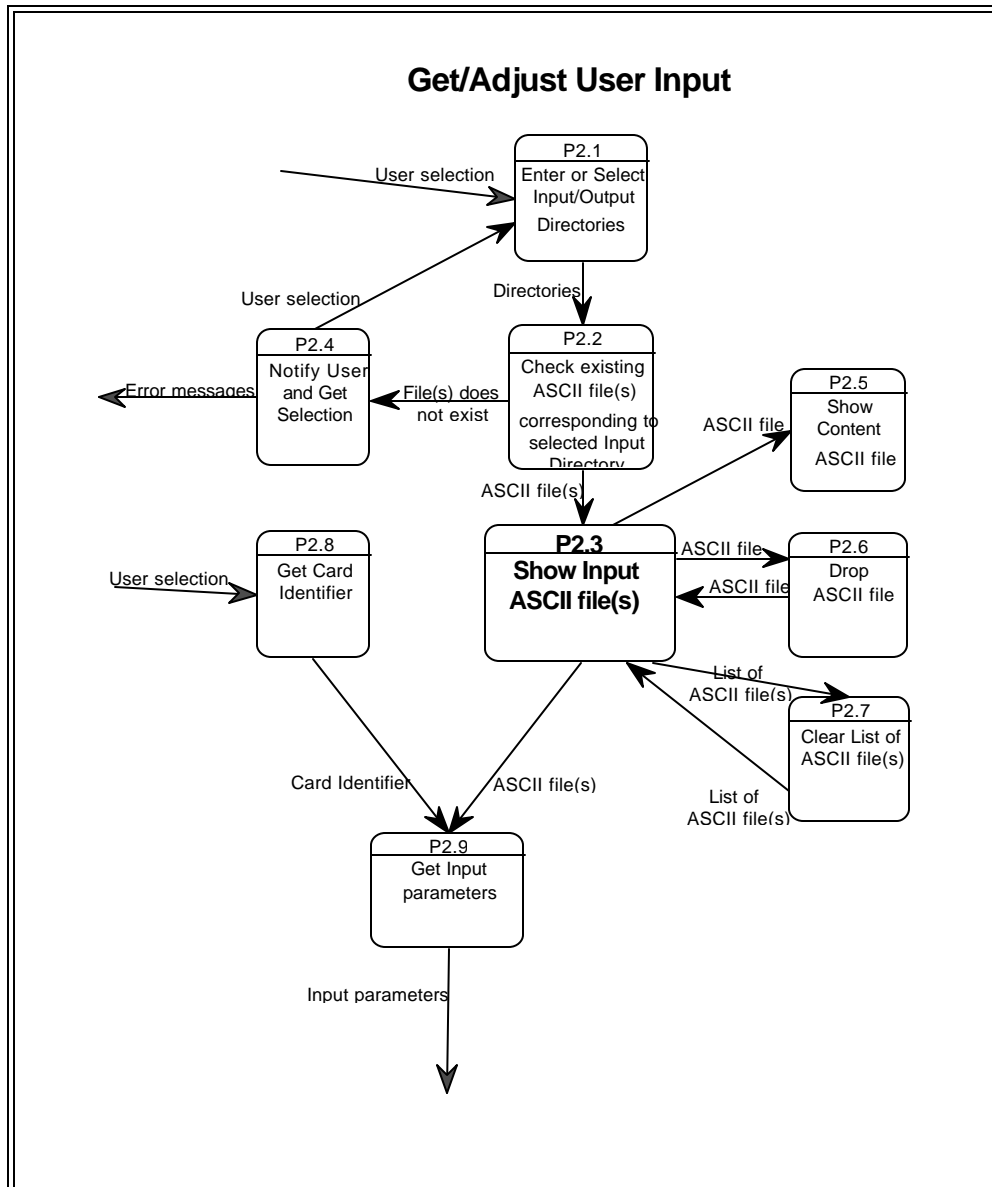 Get/Adjust User Input
P2.1
Enter or Select
Input/Output
Directories
User selection
User selection
Directories
P2.2
Check existing
ASCII file(s)
corresponding to
selected Input
Directory
P2.4
Notify User
and Get
Selection
Error messages
File(s) does
not exist
P2.5
Show
Content
ASCII file
ASCII file
ASCII file(s)
P2.3
Show Input
ASCII file(s)
P2.8
Get Card
Identifier
User selection
ASCII file
ASCII file
P2.6
Drop
ASCII file
List of
ASCII file(s)
P2.7
Clear List of
ASCII file(s)
List of
ASCII file(s)
Card Identifier
ASCII file(s)
P2.9
Get Input
parameters
Input parameters